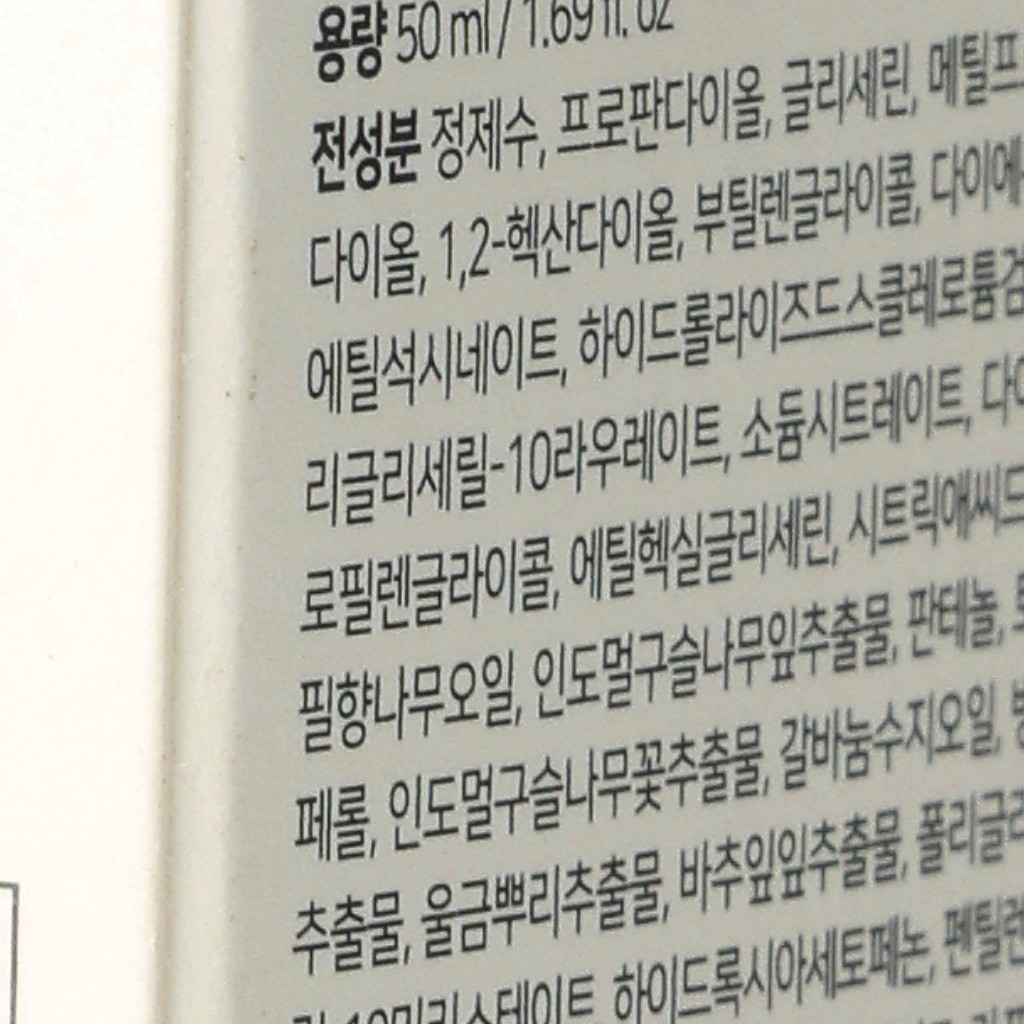 용량 50 ml / 1.69 fl. oz
전성분 정제수, 프로판다이올, 글리세린, 메틸프
다이올, 1,2-헥산다이올, 부틸렌글라이콜, 다이에
에틸석시네이트, 하이드롤라이즈드스클레로튬검
리글리세릴-10라우레이트, 소듐시트레이트, 다이
로필렌글라이콜, 에틸헥실글리세린, 시트릭애씨드
필향나무오일, 인도멀구슬나무잎추출물, 판테놀,
페롤, 인도멀구슬나무꽃추출물, 갈바눔수지오일,
추출물, 울금뿌리추출물, 바추잎잎추출물, 폴리글리
하이드록시아세토페논, 펜틸렌